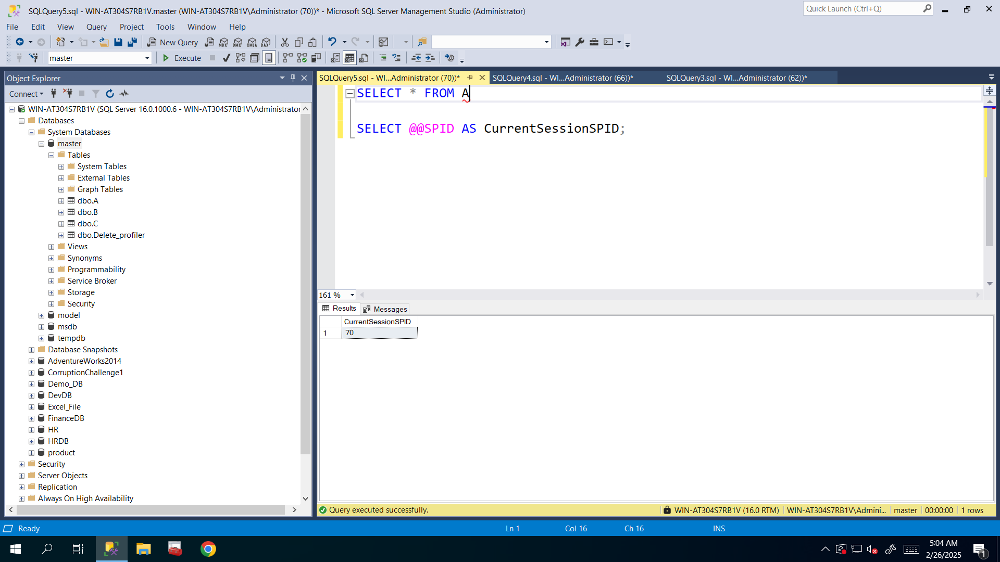 SQLQuery5.sql - WIN-AT304S7RB1V.master (WIN-AT304S7RB1V\Administrator (70))* - Microsoft SQL Server Management Studio (Administrator)
Quick Launch (Ctrl+Q)
File Edit View Query Project Tools Window Help
New Query MDX DMX XMLA DAX
master Execute
Object Explorer
Connect
WIN-AT304S7RB1V (SQL Server 16.0.1000.6 - WIN-AT304S7RB1V\Administrator
Databases
System Databases
master
Tables
System Tables
External Tables
Graph Tables
dbo.A
dbo.B
dbo.C
dbo.Delete_profiler
Views
Synonyms
Programmability
Service Broker
Storage
Security
model
msdb
tempdb
Database Snapshots
AdventureWorks2014
CorruptionChallenge1
Demo_DB
DevDB
Excel_File
FinanceDB
HR
HRDB
product
Security
Server Objects
Replication
Always On High Availability
SQLQuery5.sql - WI...Administrator (70))* SQLQuery4.sql - WI...Administrator (66))* SQLQuery3.sql - WI...Administrator (62))*
SELECT * FROM A
SELECT @@SPID AS CurrentSessionSPID;
161 %
Results Messages
CurrentSessionSPID
1 70
Query executed successfully. WIN-AT304S7RB1V (16.0 RTM) WIN-AT304S7RB1V\Admini... master 00:00:00 1 rows
Ready Ln 1 Col 16 Ch 16 INS
5:04 AM
2/26/2025
1